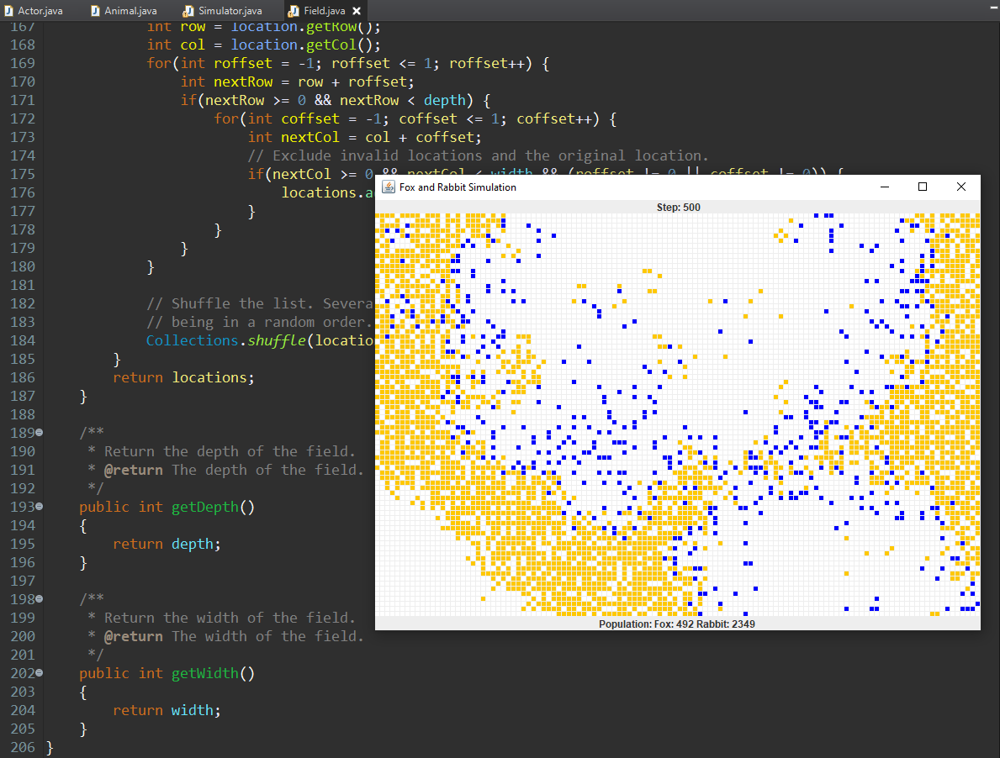 Actor.java Animal.java Simulator.java Field.java
167 int row = location.getRow();
168 int col = location.getCol();
169 for(int roffset = -1; roffset <= 1; roffset++) {
170 int nextRow = row + roffset;
171 if(nextRow >= 0 && nextRow < depth) {
172 for(int coffset = -1; coffset <= 1; coffset++) {
173 int nextCol = col + coffset;
174 // Exclude invalid locations and the original location.
175 if(nextCol >= 0 && nextCol < width && (roffset != 0 || coffset != 0)) {
176 locations.a
177 }
178 }
179 }
180 }
181
182 // Shuffle the list. Severa
183 // being in a random order.
184 Collections.shuffle(locatio
185 }
186 return locations;
187 }
188
189 /**
190 * Return the depth of the field.
191 * @return The depth of the field.
192 */
193 public int getDepth()
194 {
195 return depth;
196 }
197
198 /**
199 * Return the width of the field.
200 * @return The width of the field.
201 */
202 public int getWidth()
203 {
204 return width;
205 }
206 }
Fox and Rabbit Simulation
Step: 500
Population: Fox: 492 Rabbit: 2349